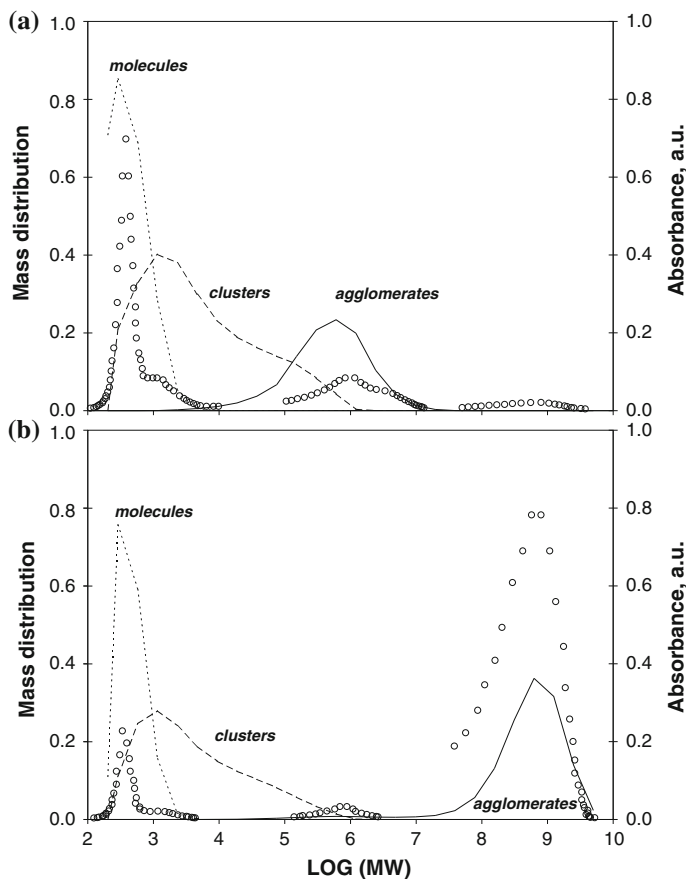 (a)
1.0
0.8
0.6
0.4
0.2
0.0
Mass distribution
molecules
clusters
agglomerates
1.0
0.8
0.6
0.4
0.2
0.0
Absorbance, a.u.
(b)
1.0
0.8
0.6
0.4
0.2
0.0
Mass distribution
molecules
clusters
agglomerates
1.0
0.8
0.6
0.4
0.2
0.0
Absorbance, a.u.
2 3 4 5 6 7 8 9 10
LOG (MW)